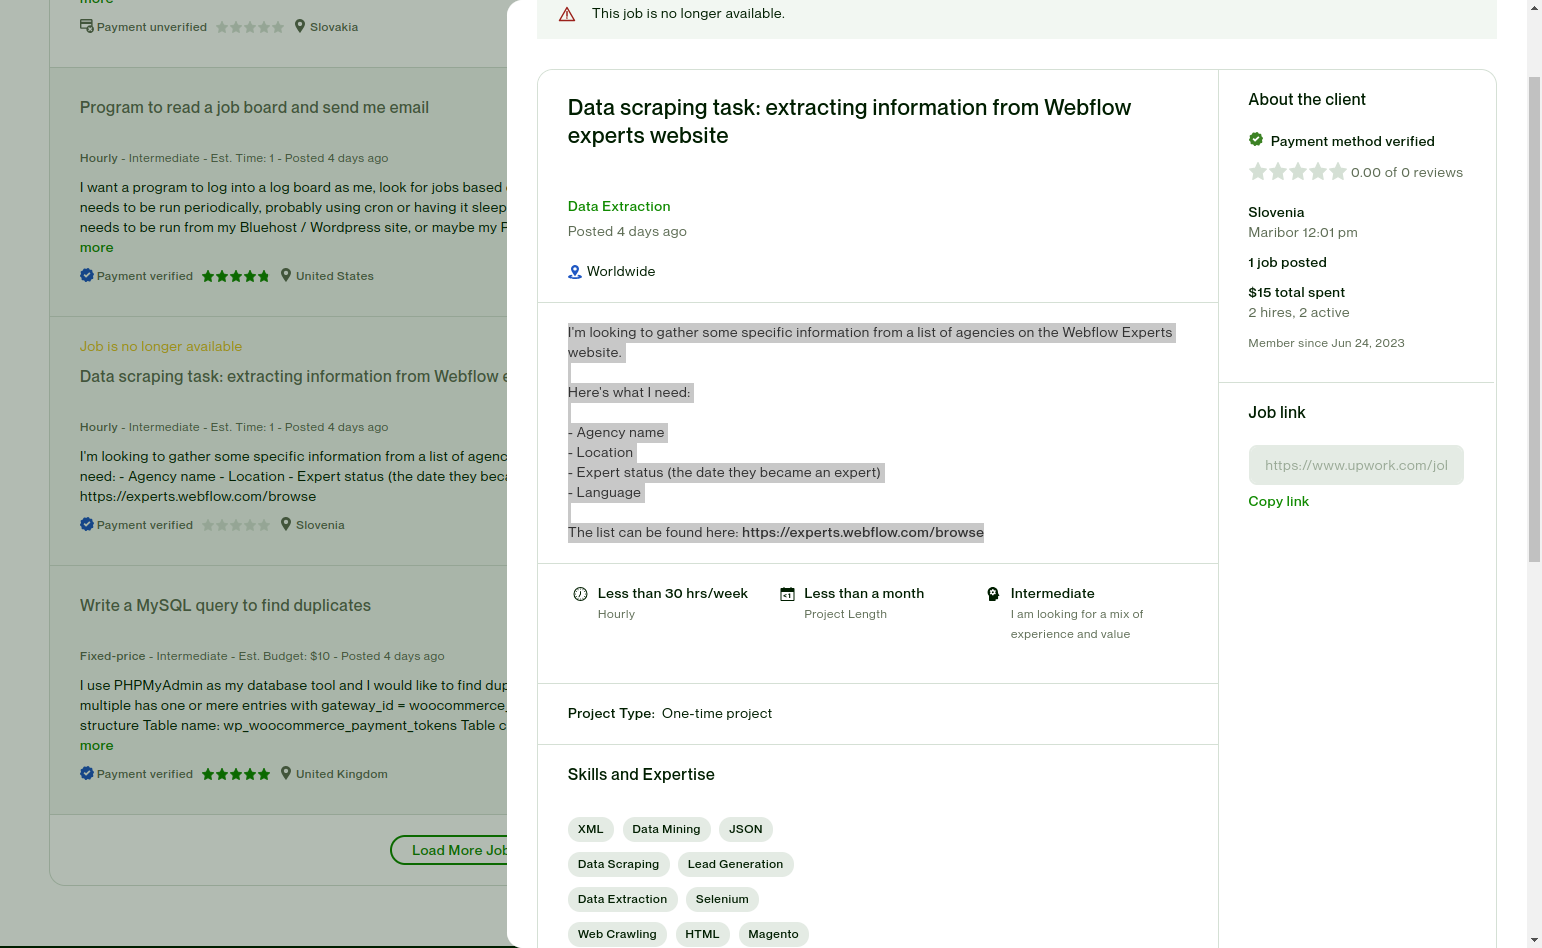 more
Payment unverified
Slovakia
Program to read a job board and send me email
Hourly - Intermediate - Est. Time: 1 - Posted 4 days ago
I want a program to log into a log board as me, look for jobs based
needs to be run periodically, probably using cron or having it sleep
needs to be run from my Bluehost / Wordpress site, or maybe my
more
Payment verified
United States
Job is no longer available
Data scraping task: extracting information from Webflow
Hourly - Intermediate - Est. Time: 1 - Posted 4 days ago
I'm looking to gather some specific information from a list of agenc
need: - Agency name - Location - Expert status (the date they beca
https://experts.webflow.com/browse
Payment verified
Slovenia
Write a MySQL query to find duplicates
Fixed-price - Intermediate - Est. Budget: $10 - Posted 4 days ago
I use PHPMyAdmin as my database tool and I would like to find dup
multiple has one or mere entries with gateway_id = woocommerce_
structure Table name: wp_woocommerce_payment_tokens Table c
more
Payment verified
United Kingdom
Load More Job
This job is no longer available.
Data scraping task: extracting information from Webflow
experts website
Data Extraction
Posted 4 days ago
Worldwide
I'm looking to gather some specific information from a list of agencies on the Webflow Experts
website.
Here's what I need:
- Agency name
- Location
- Expert status (the date they became an expert)
- Language
The list can be found here: https://experts.webflow.com/browse
Less than 30 hrs/week
Hourly
Less than a month
Project Length
Intermediate
I am looking for a mix of
experience and value
Project Type: One-time project
Skills and Expertise
XML
Data Mining
JSON
Data Scraping
Lead Generation
Data Extraction
Selenium
Web Crawling
HTML
Magento
About the client
Payment method verified
0.00 of 0 reviews
Slovenia
Maribor 12:01 pm
1 job posted
$15 total spent
2 hires, 2 active
Member since Jun 24, 2023
Job link
https://www.upwork.com/jol
Copy link